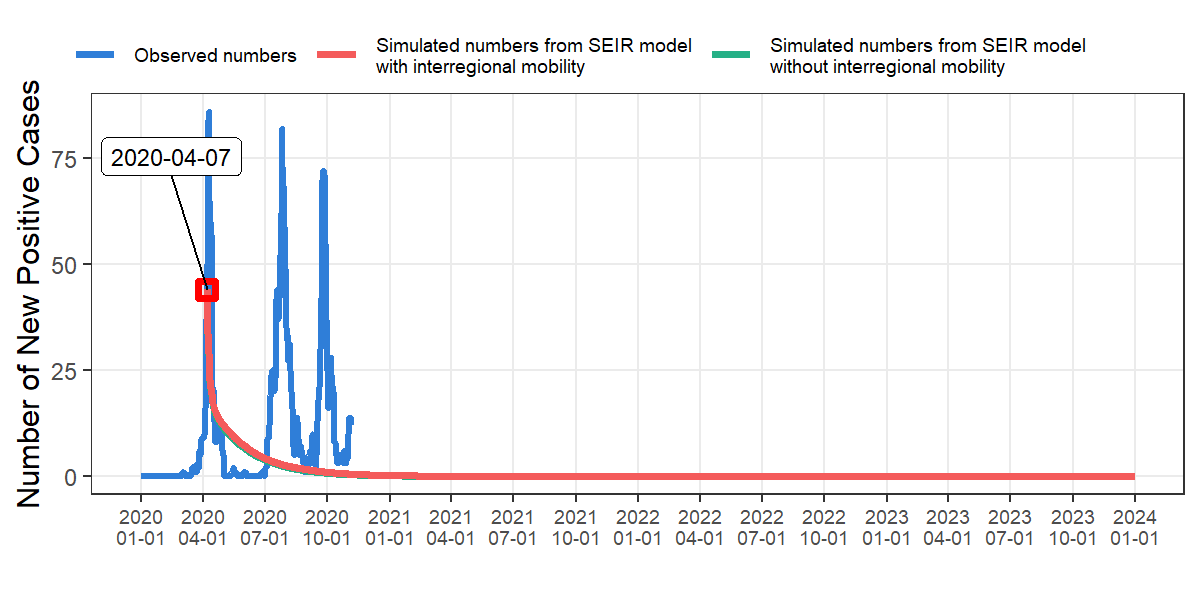 Observed numbers
Simulated numbers from SEIR model
with interregional mobility
Simulated numbers from SEIR model
without interregional mobility
Number of New Positive Cases
75
50
25
0
2020-04-07
2020 2020 2020 2020 2021 2021 2021 2021 2022 2022 2022 2022 2023 2023 2023 2023 2024
01-01 04-01 07-01 10-01 01-01 04-01 07-01 10-01 01-01 04-01 07-01 10-01 01-01 04-01 07-01 10-01 01-01